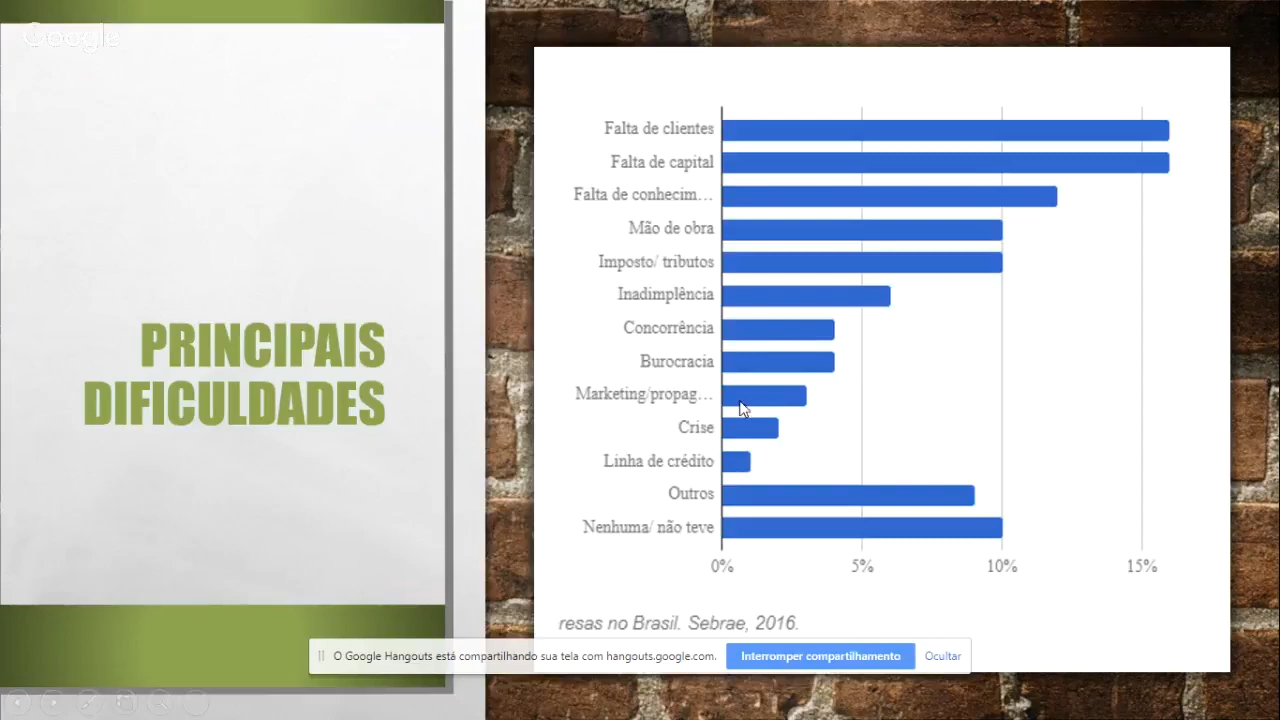 Google
PRINCIPAIS
DIFICULDADES
Falta de clientes
Falta de capital
Falta de conhecim...
Mão de obra
Imposto/ tributos
Inadimplência
Concorrência
Burocracia
Marketing/propag...
Crise
Linha de crédito
Outros
Nenhuma/ não teve
0% 5% 10% 15%
resas no Brasil. Sebrae, 2016.
O Google Hangouts está compartilhando sua tela com hangouts.google.com. Interromper compartilhamento Ocultar